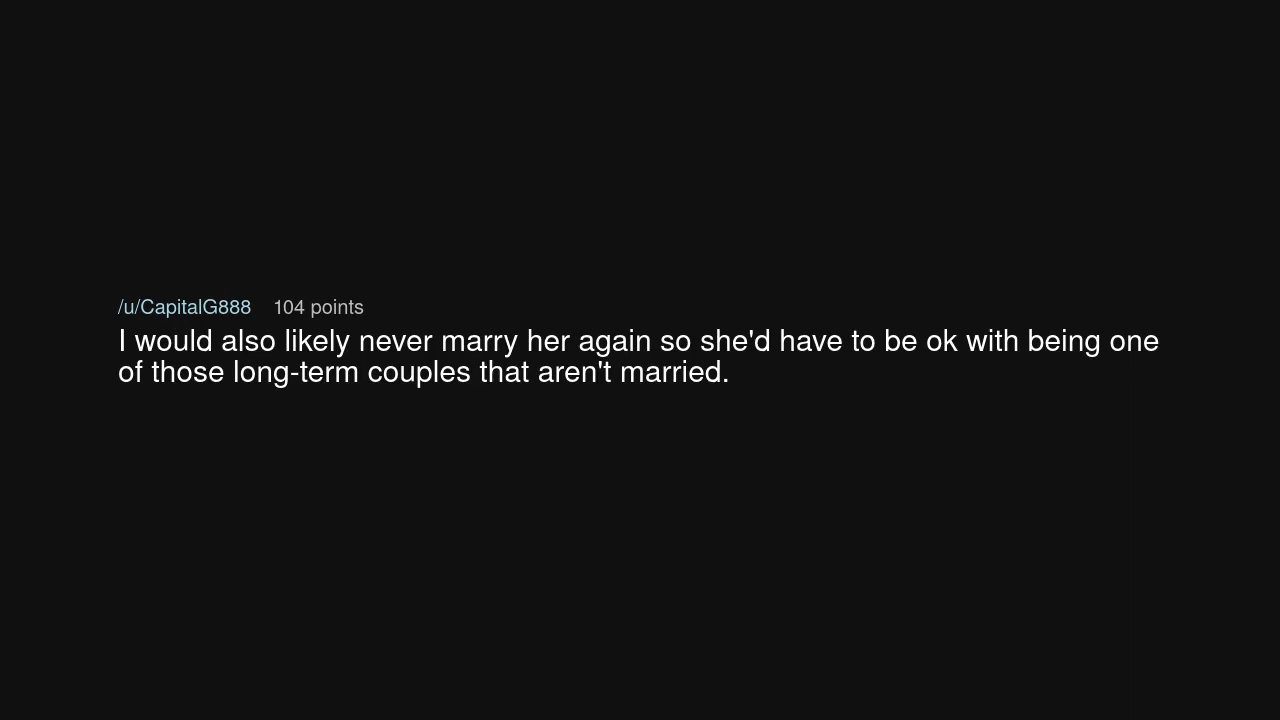 /u/CapitalG888 104 points
I would also likely never marry her again so she'd have to be ok with being one
of those long-term couples that aren't married.